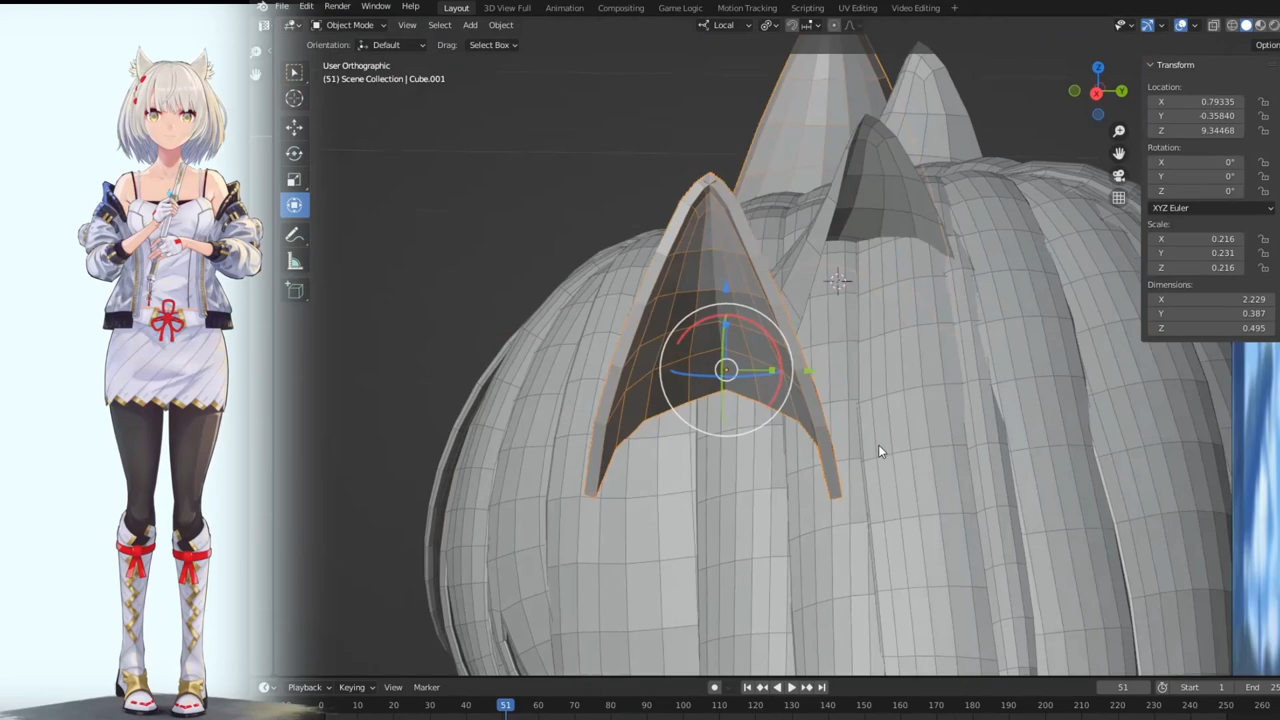 File Edit Render Window Help Layout 3D View Full Animation Compositing Game Logic Motion Tracking Scripting UV Editing Video Editing +
Object Mode View Select Add Object Local
Orientation: Default Drag: Select Box Option
User Orthographic
(51) Scene Collection | Cube.001
Transform
Location:
X 0.79335
Y -0.35840
Z 9.34468
Rotation:
X 0°
Y 0°
Z 0°
XYZ Euler
Scale:
X 0.216
Y 0.231
Z 0.216
Dimensions:
X 2.229
Y 0.387
Z 0.495
Z
Y
X
Playback Keying View Marker 51 Start 1 End 25
0 10 20 30 40 51 60 70 80 90 100 110 120 130 140 150 160 170 180 190 200 210 220 230 240 250 260